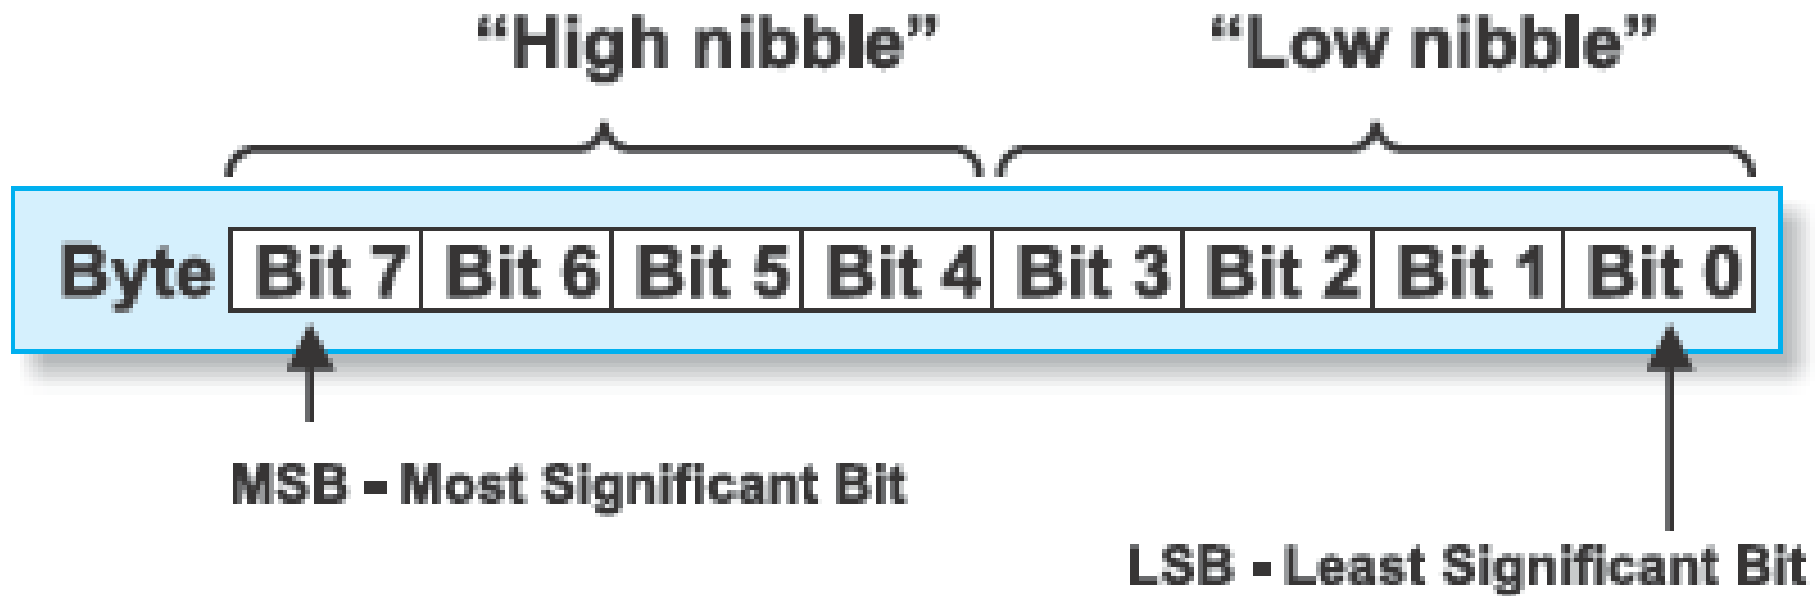 “High nibble” “Low nibble”
Byte Bit 7 Bit 6 Bit 5 Bit 4 Bit 3 Bit 2 Bit 1 Bit 0
MSB - Most Significant Bit
LSB - Least Significant Bit